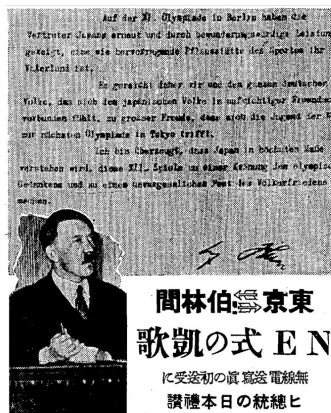 Auf der XI. Olympiade in Berlin haben die
Vertreter Japans erneut und durch bewunderungswürdige Leistun
gezeigt, eine wie hervorragende Pflanzstätte des Sportes ihr
Vaterland ist.
Es gereicht daher mir und dem ganzen deutschen
Volke, das sich dem japanischen Volke in aufrichtiger Freundsc
verbunden fühlt, zu grosser Freude, dass sich die Jugend der
zur nächsten Olympiade in Tokyo trifft.
Ich bin überzeugt, dass Japan in höchstem Maße
verstehen wird, diese XII. Spiele zu einer Krönung des olympisc
Gedankens und zu einem unvergesslichen Fest des Völkerfriedens
machen.
東京⇆伯林間
NE式の凱歌
無線電送寫眞の初送受に
ヒ總統の日本禮讃